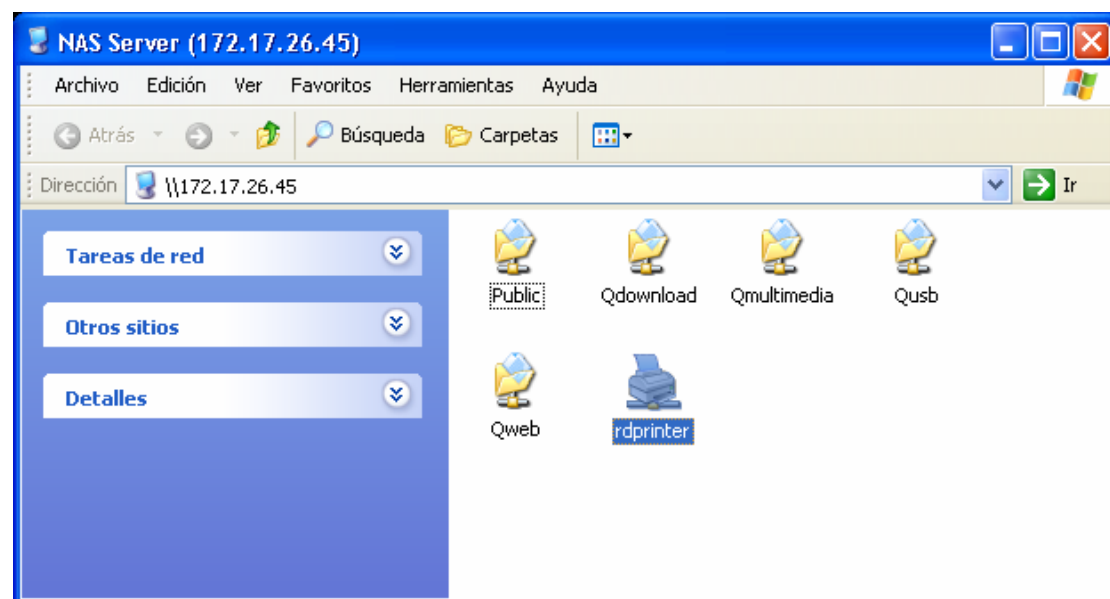 NAS Server (172.17.26.45)
Archivo Edición Ver Favoritos Herramientas Ayuda
Atrás Búsqueda Carpetas
Dirección \\172.17.26.45 Ir
Tareas de red
Otros sitios
Detalles
Public Qdownload Qmultimedia Qusb
Qweb rdprinter